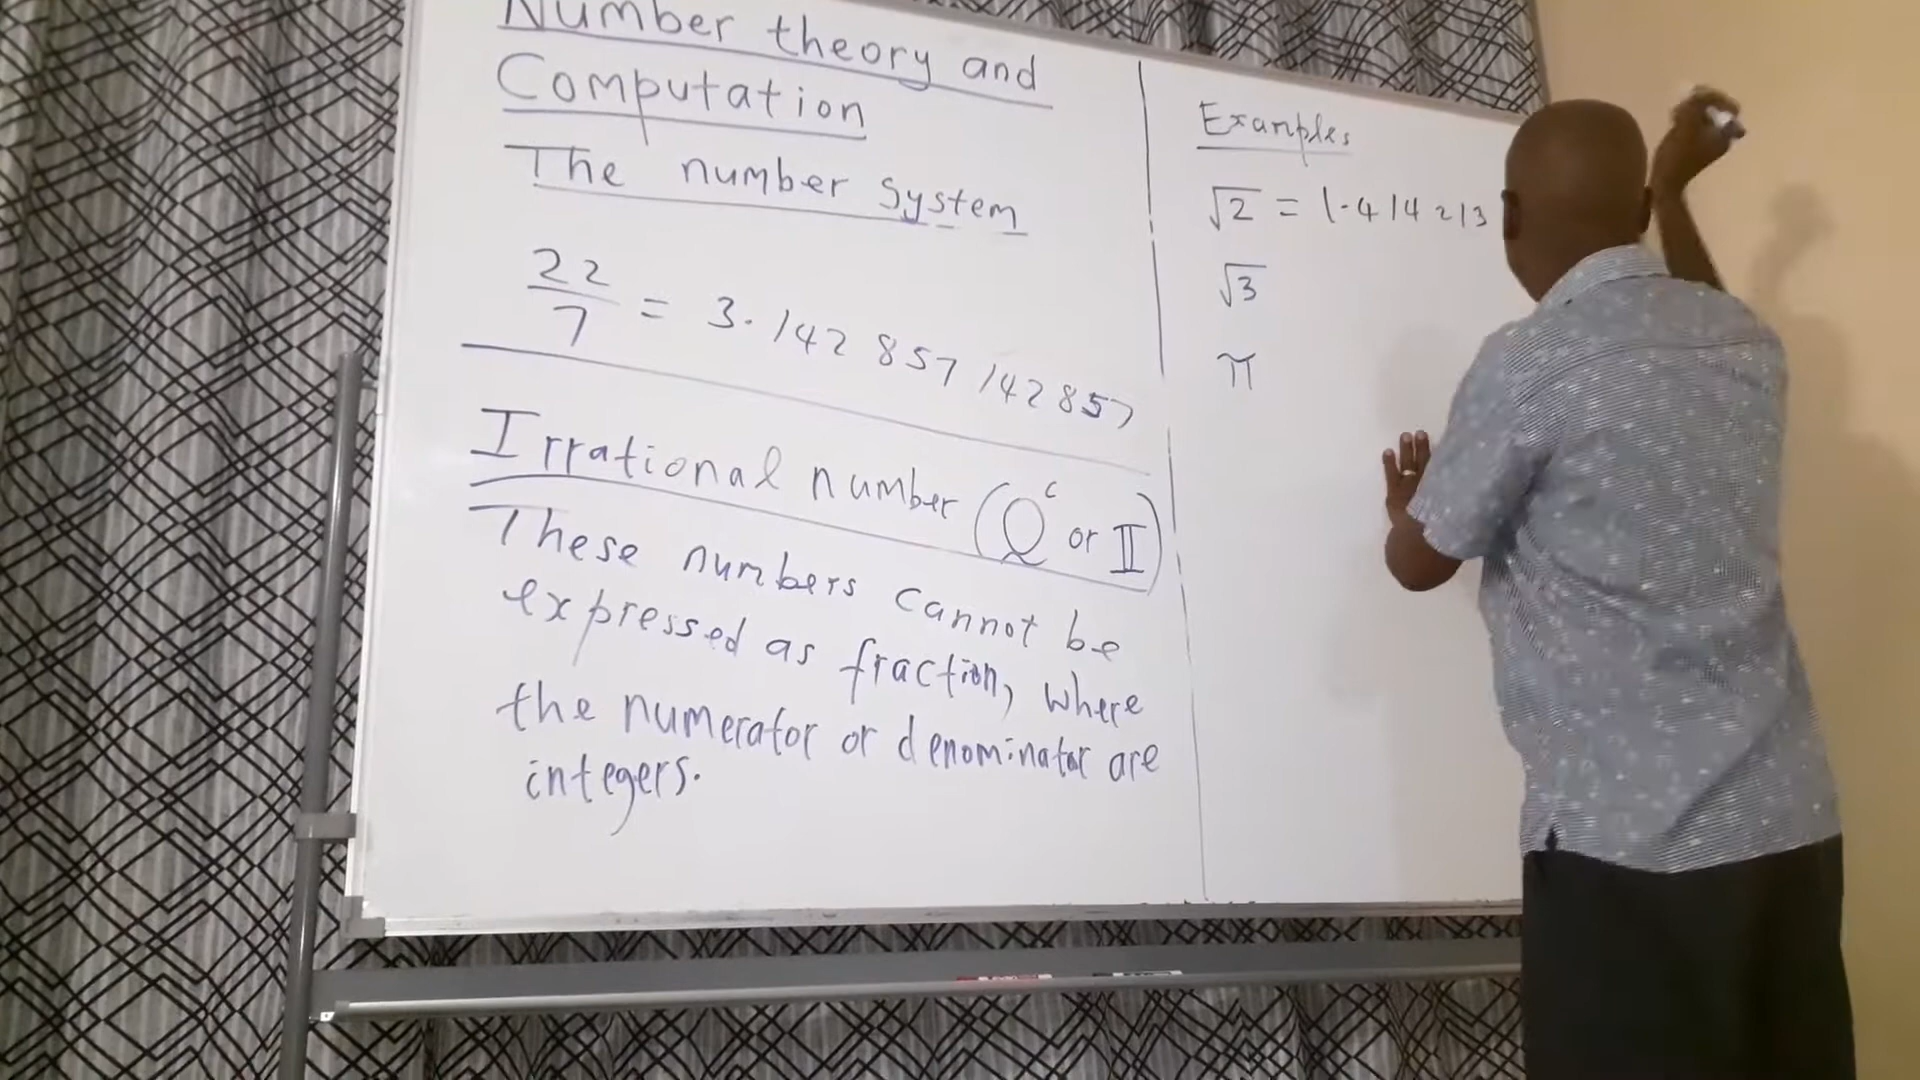 Number theory and
Computation
The number System
22/7 = 3.142 857 142857
Irrational number (Qᶜ or II)
These numbers cannot be
expressed as fraction, where
the numerator or denominator are
integers.
Examples
√2 = 1.414213
√3
π